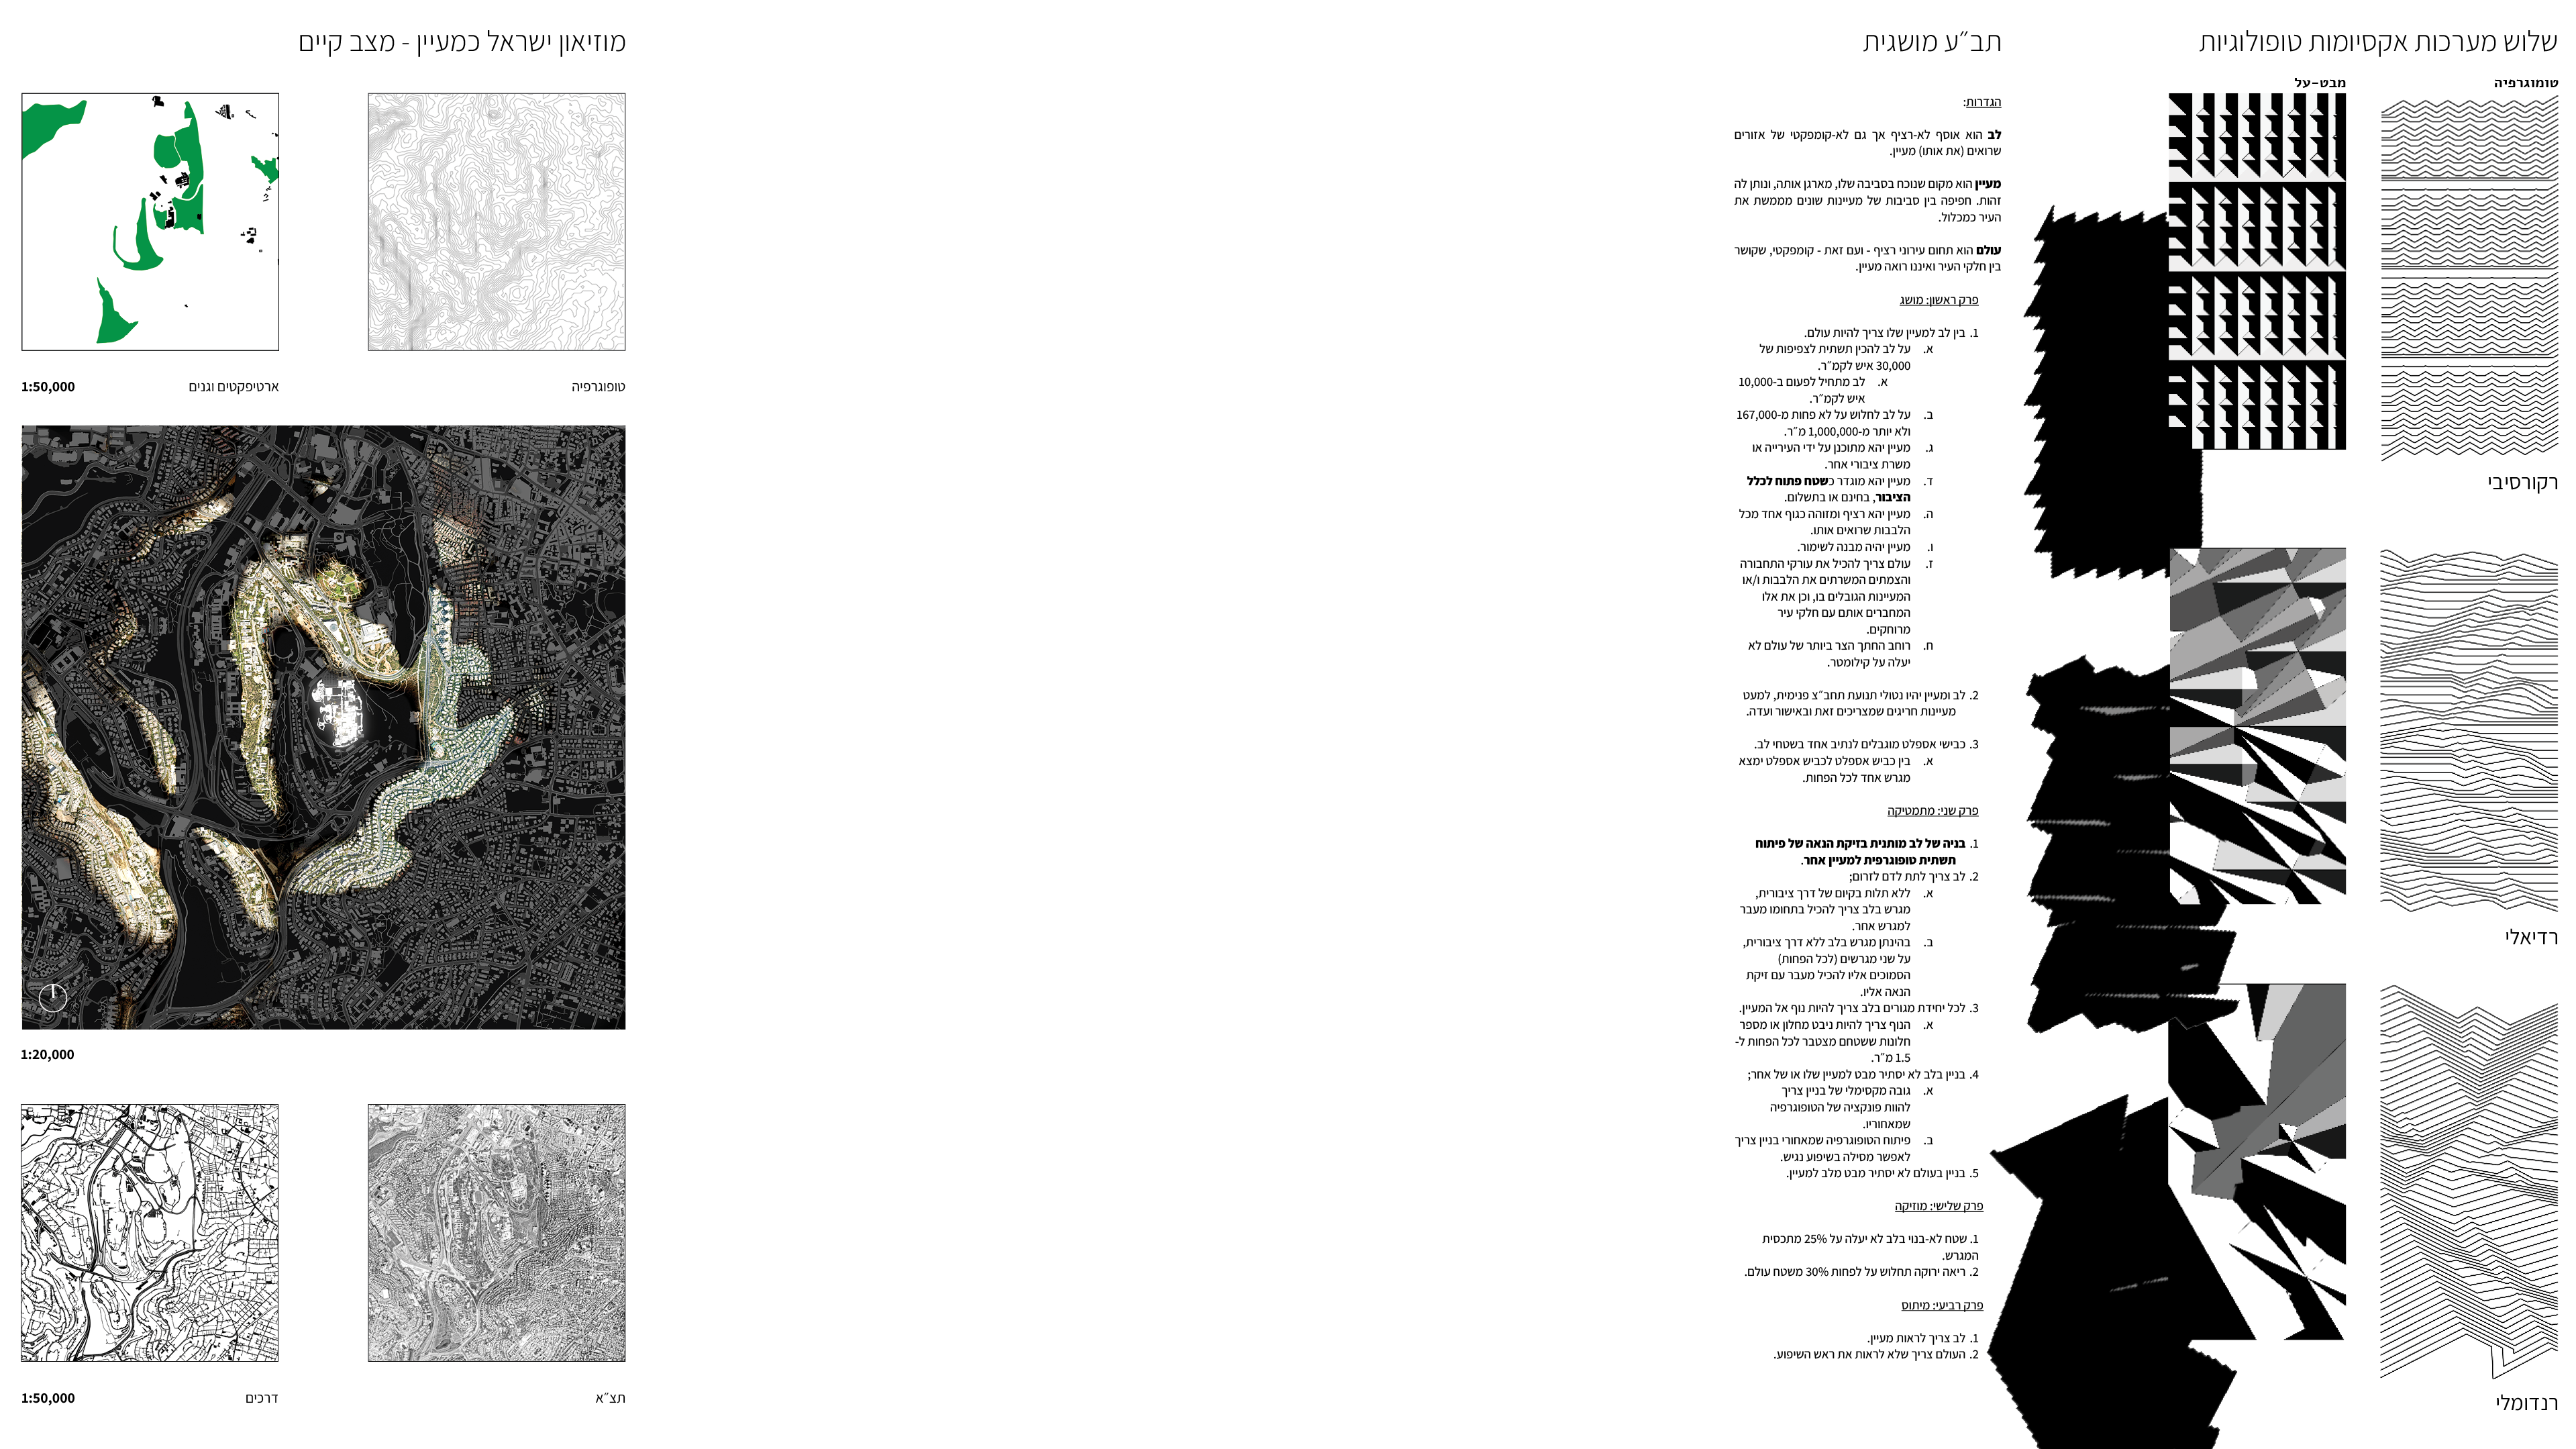 שלוש מערכות אקסיומות טופולוגיות
טומוגרפיה
מבט-על
רקורסיבי
רדיאלי
רנדומלי
תב״ע מושגית
הגדרות:
לב הוא אוסף לא-רציף אך גם לא-קומפקטי של אזורים
שרואים (את אותו) מעיין.
מעיין הוא מקום שנוכח בסביבה שלו, מארגן אותה, ונותן לה
זהות. חפיפה בין סביבות של מעיינות שונים מממשת את
העיר כמכלול.
עולם הוא תחום עירוני רציף - ועם זאת - קומפקטי, שקושר
בין חלקי העיר ואיננו רואה מעיין.
פרק ראשון: מושג
1. בין לב למעיין שלו צריך להיות עולם.
א. על לב להכין תשתית לצפיפות של
30,000 איש לקמ״ר.
א. לב מתחיל לפעום ב-10,000
איש לקמ״ר.
ב. על לב לחלוש על לא פחות מ-167,000
ולא יותר מ-1,000,000 מ״ר.
ג. מעיין יהא מתוכנן על ידי העירייה או
משרת ציבורי אחר.
ד. מעיין יהא מוגדר כשטח פתוח לכלל
הציבור, בחינם או בתשלום.
ה. מעיין יהא רציף ומזוהה כגוף אחד מכל
הלבבות שרואים אותו.
ו. מעיין יהיה מבנה לשימור.
ז. עולם צריך להכיל את עורקי התחבורה
והצמתים המשרתים את הלבבות ו/או
המעיינות הגובלים בו, וכן את אלו
המחברים אותם עם חלקי עיר
מרוחקים.
ח. רוחב החתך הצר ביותר של עולם לא
יעלה על קילומטר.
2. לב ומעיין יהיו נטולי תנועת תחב״צ פנימית, למעט
מעיינות חריגים שמצריכים זאת ובאישור ועדה.
3. כבישי אספלט מוגבלים לנתיב אחד בשטחי לב.
א. בין כביש אספלט לכביש אספלט ימצא
מגרש אחד לכל הפחות.
פרק שני: מתמטיקה
1. בניה של לב מותנית בזיקת הנאה של פיתוח
תשתית טופוגרפית למעיין אחר.
2. לב צריך לתת לדם לזרום;
א. ללא תלות בקיום של דרך ציבורית,
מגרש בלב צריך להכיל בתחומו מעבר
למגרש אחר.
ב. בהינתן מגרש בלב ללא דרך ציבורית,
על שני מגרשים (לכל הפחות)
הסמוכים אליו להכיל מעבר עם זיקת
הנאה אליו.
3. לכל יחידת מגורים בלב צריך להיות נוף אל המעיין.
א. הנוף צריך להיות ניבט מחלון או מספר
חלונות ששטחם מצטבר לכל הפחות ל-
1.5 מ״ר.
4. בניין בלב לא יסתיר מבט למעיין שלו או של אחר;
א. גובה מקסימלי של בניין צריך
להוות פונקציה של הטופוגרפיה
שמאחוריו.
ב. פיתוח הטופוגרפיה שמאחורי בניין צריך
לאפשר מסילה בשיפוע נגיש.
5. בניין בעולם לא יסתיר מבט מלב למעיין.
פרק שלישי: מוזיקה
1. שטח לא-בנוי בלב לא יעלה על 25% מתכסית
המגרש.
2. ריאה ירוקה תחלוש על לפחות 30% משטח עולם.
פרק רביעי: מיתוס
1. לב צריך לראות מעיין.
2. העולם צריך שלא לראות את ראש השיפוע.
מוזיאון ישראל כמעיין - מצב קיים
טופוגרפיה
ארטיפקטים וגנים
1:50,000
1:20,000
תצ״א
דרכים
1:50,000